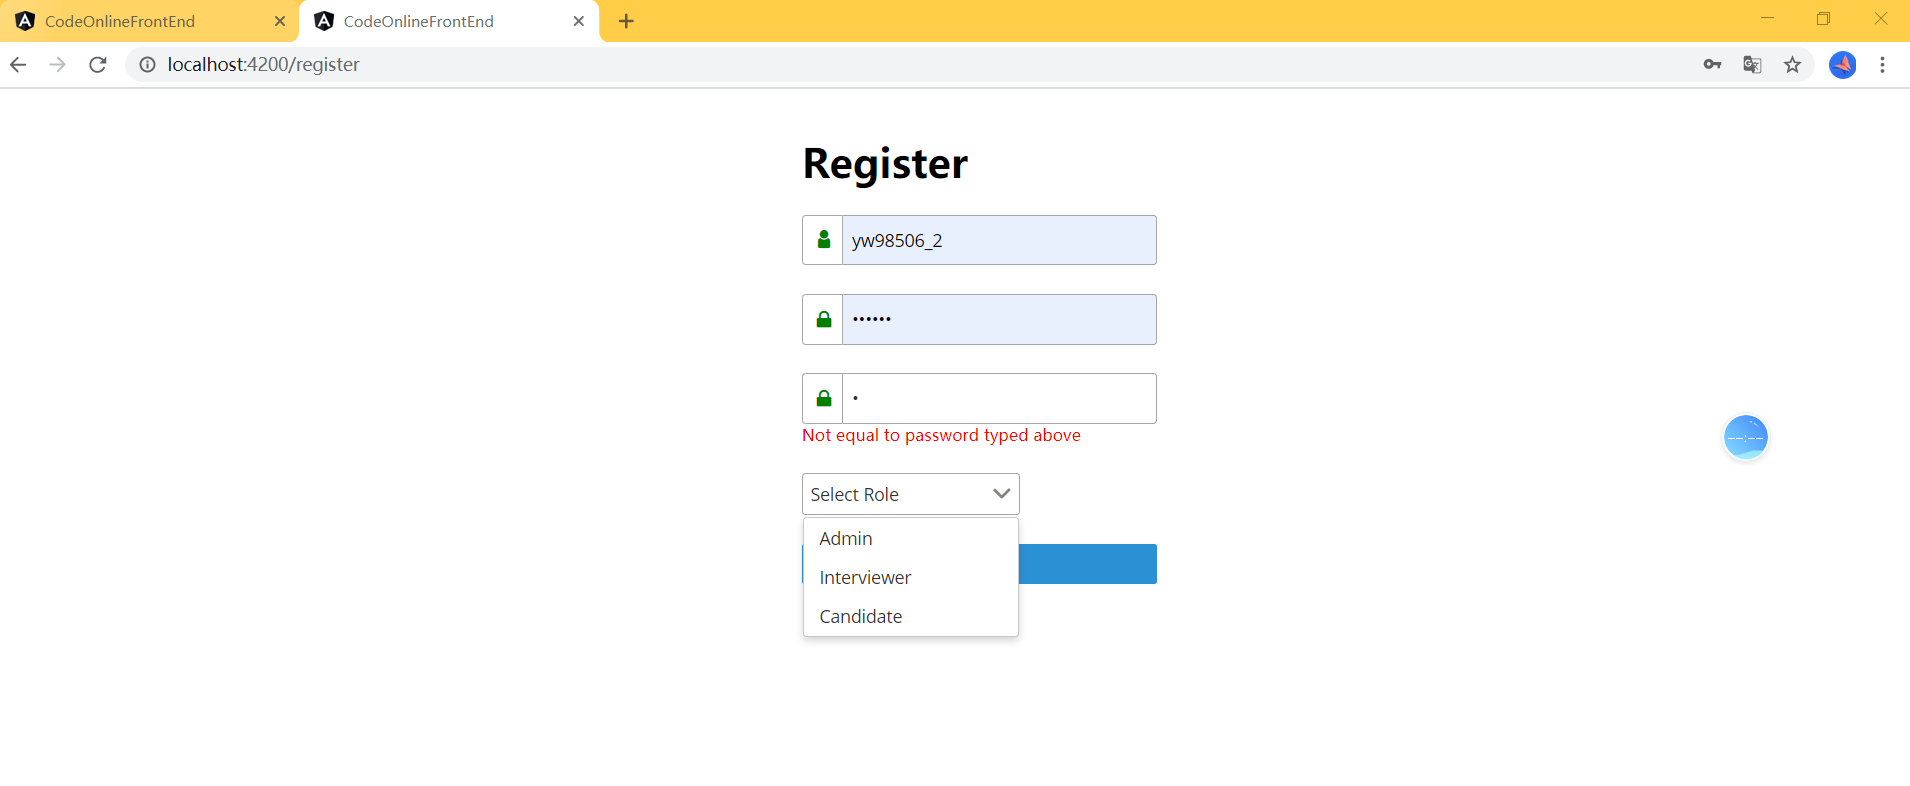 CodeOnlineFrontEnd
CodeOnlineFrontEnd
localhost:4200/register
Register
yw98506_2
••••••
•
Not equal to password typed above
Select Role
Admin
Interviewer
Candidate
--:--